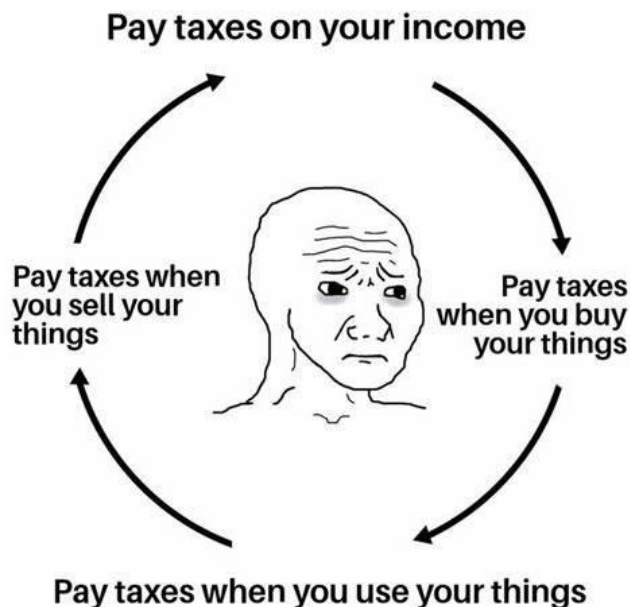 Pay taxes on your income
Pay taxes when
you sell your
things
Pay taxes
when you buy
your things
Pay taxes when you use your things